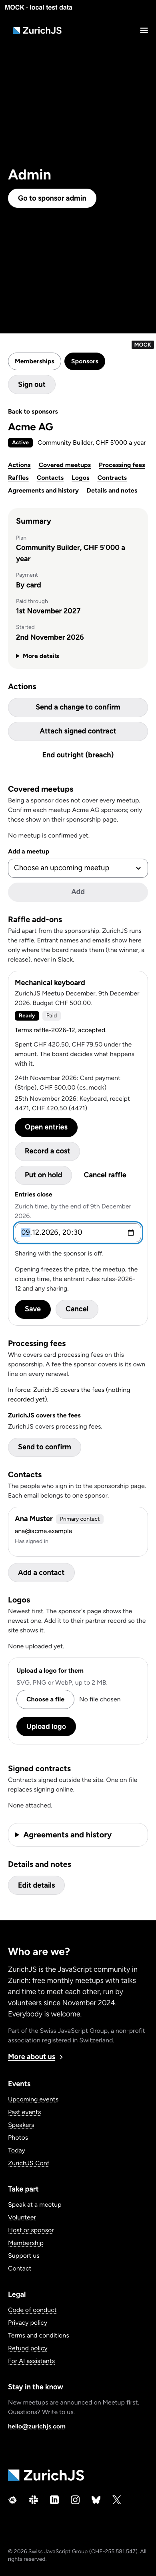 MOCK - local test data
ZurichJS
Admin
Go to sponsor admin
MOCK
Memberships
Sponsors
Sign out
Back to sponsors
Acme AG
Active
Community Builder, CHF 5'000 a year
Actions
Covered meetups
Processing fees
Raffles
Contacts
Logos
Contracts
Agreements and history
Details and notes
Summary
Plan
Community Builder, CHF 5'000 a
year
Payment
By card
Paid through
1st November 2027
Started
2nd November 2026
More details
Actions
Send a change to confirm
Attach signed contract
End outright (breach)
Covered meetups
Being a sponsor does not cover every meetup.
Confirm each meetup Acme AG sponsors; only
those show on their sponsorship page.
No meetup is confirmed yet.
Add a meetup
Choose an upcoming meetup
Add
Raffle add-ons
Paid apart from the sponsorship. ZurichJS runs
the raffle. Entrant names and emails show here
only where the board needs them (the winner, a
release), never in Slack.
Mechanical keyboard
ZurichJS Meetup December, 9th December
2026. Budget CHF 500.00.
Ready
Paid
Terms raffle-2026-12, accepted.
Spent CHF 420.50, CHF 79.50 under the
amount. The board decides what happens
with it.
24th November 2026: Card payment
(Stripe), CHF 500.00 (cs_mock)
25th November 2026: Keyboard, receipt
4471, CHF 420.50 (4471)
Open entries
Record a cost
Put on hold
Cancel raffle
Entries close
Zurich time, by the end of 9th December
2026.
09.12.2026, 20:30
Sharing with the sponsor is off.
Opening freezes the prize, the meetup, the
closing time, the entrant rules rules-2026-
12 and any sharing.
Save
Cancel
Processing fees
Who covers card processing fees on this
sponsor's invoices. A change only applies once
they confirm it, and never to an invoice already
on its way.
In force: ZurichJS covers the fees (nothing
recorded yet).
ZurichJS covers the fees
ZurichJS covers processing fees.
Send to confirm
Contacts
The people who sign in to the sponsorship page.
Each email belongs to one sponsor.
Ana Muster
Primary contact
ana@acme.example
Has signed in
Add a contact
Logos
Newest first. The sponsor's page shows the
newest one. Add it to their partner record so the
site shows it.
None uploaded yet.
Upload a logo for them
SVG, PNG or WebP, up to 2 MB.
Choose a file
No file chosen
Upload logo
Signed contracts
Contracts signed outside the site. One on file
replaces signing online.
None attached.
Agreements and history
Details and notes
Edit details
Who are we?
ZurichJS is the JavaScript community in
Zurich: free monthly meetups with talks
and time to meet each other, run by
volunteers since November 2024.
Everybody is welcome.
Part of the Swiss JavaScript Group, a non-profit
association registered in Switzerland.
More about us
Events
Upcoming events
Past events
Speakers
Photos
Today
ZurichJS Conf
Take part
Speak at a meetup
Volunteer
Host or sponsor
Membership
Support us
Contact
Legal
Code of conduct
Privacy policy
Terms and conditions
Refund policy
For AI assistants
Stay in the know
New meetups are announced on Meetup first.
Questions? Write to us.
hello@zurichjs.com
ZurichJS
© 2026 Swiss JavaScript Group (CHE-255.581.547). All
rights reserved.